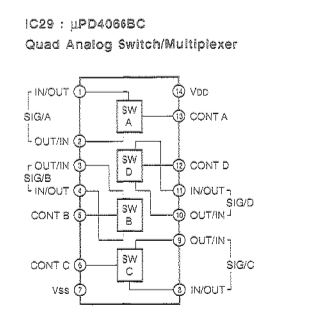 IC29 : µPD4066BC
Quad Analog Switch/Multiplexer
IN/OUT 1 14 VDD
SW A
13 CONT A
SIG/A
OUT/IN 2
OUT/IN 3
SW D
12 CONT D
SIG/B
IN/OUT 4
11 IN/OUT
SIG/D
10 OUT/IN
CONT B 5
SW B
9 OUT/IN
CONT C 6
SW C
SIG/C
VSS 7
8 IN/OUT